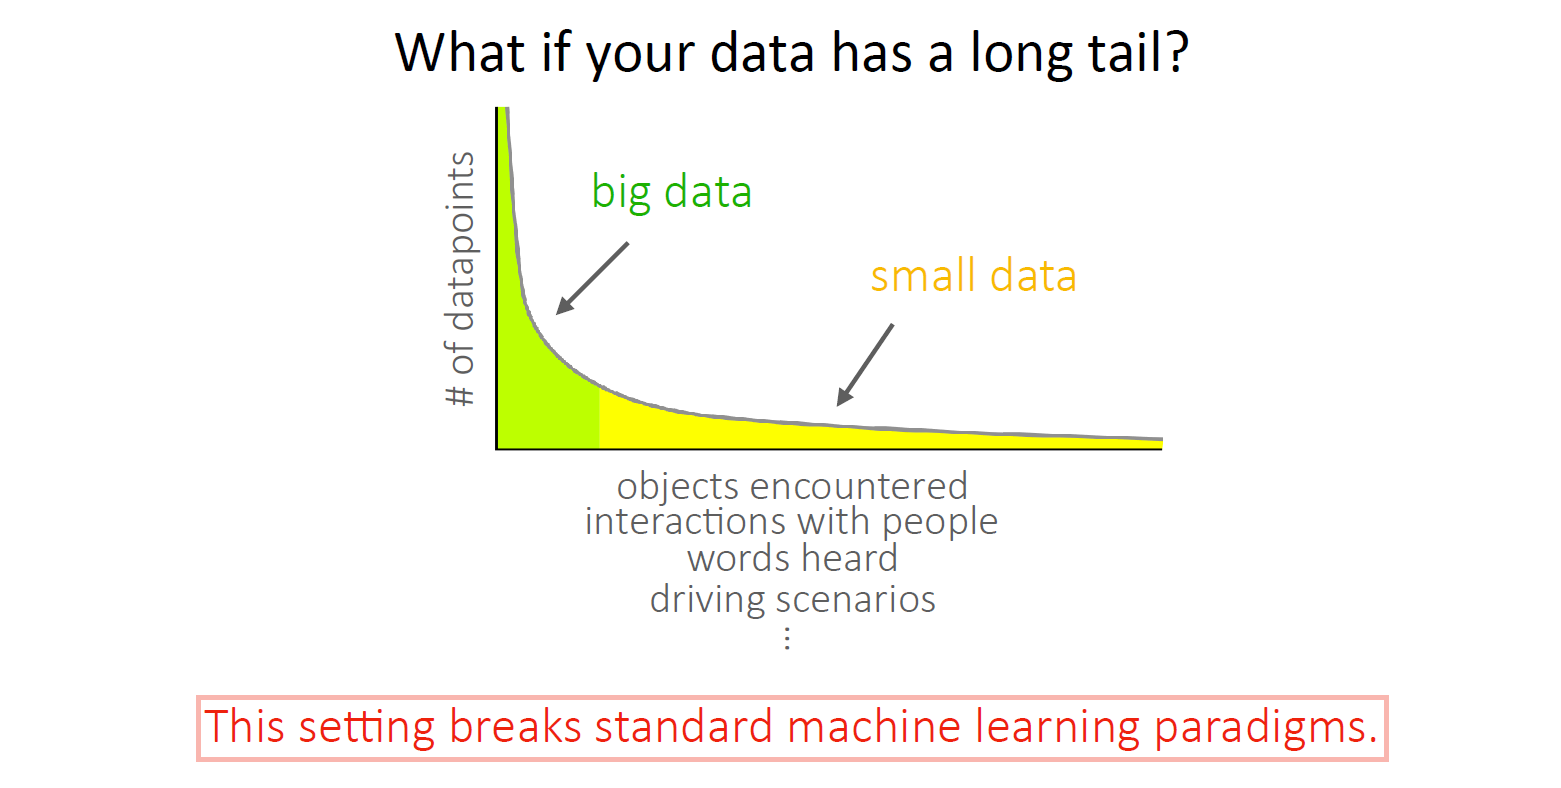 What if your data has a long tail?
# of datapoints
big data
small data
objects encountered
interactions with people
words heard
driving scenarios
⋮
This setting breaks standard machine learning paradigms.